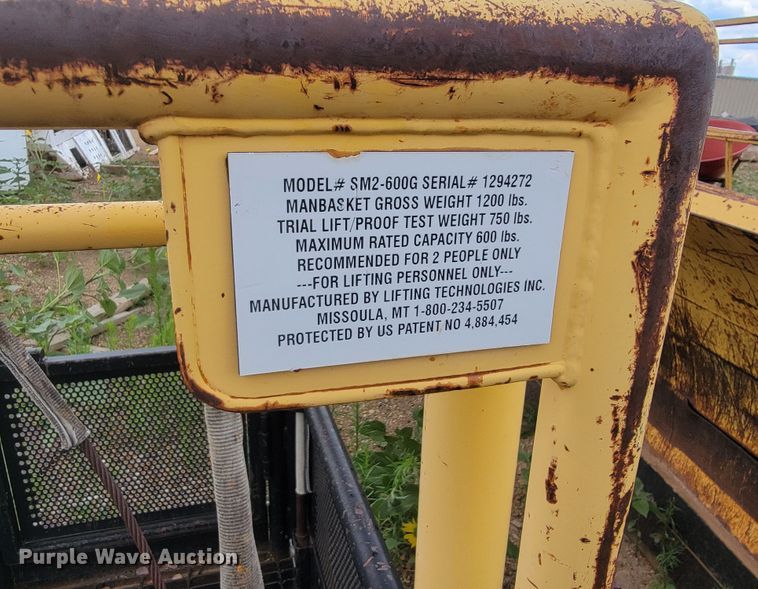 MODEL# SM2-600G SERIAL# 1294272
MANBASKET GROSS WEIGHT 1200 lbs.
TRIAL LIFT/PROOF TEST WEIGHT 750 lbs.
MAXIMUM RATED CAPACITY 600 lbs.
RECOMMENDED FOR 2 PEOPLE ONLY
---FOR LIFTING PERSONNEL ONLY---
MANUFACTURED BY LIFTING TECHNOLOGIES INC.
MISSOULA, MT 1-800-234-5507
PROTECTED BY US PATENT NO 4,884,454
Purple Wave Auction